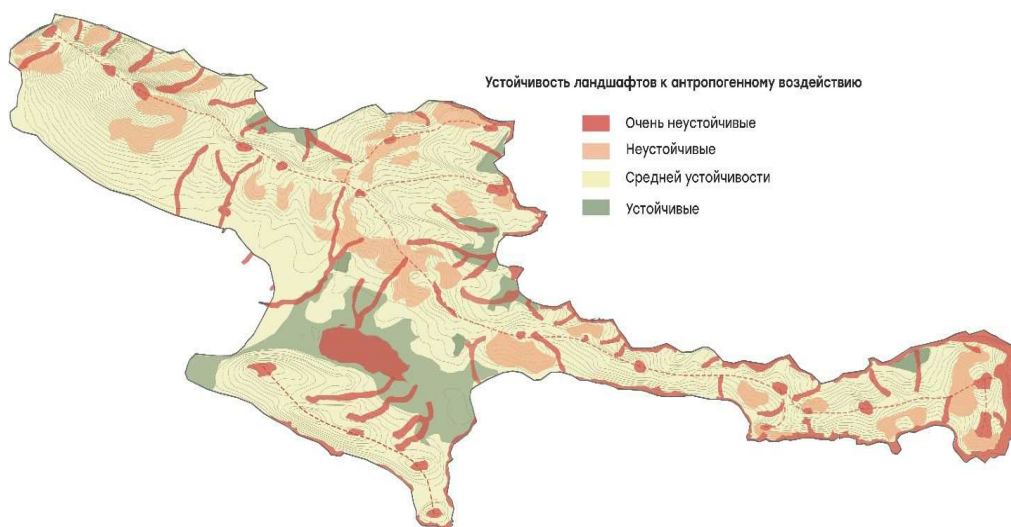 Устойчивость ландшафтов к антропогенному воздействию
Очень неустойчивые
Неустойчивые
Средней устойчивости
Устойчивые